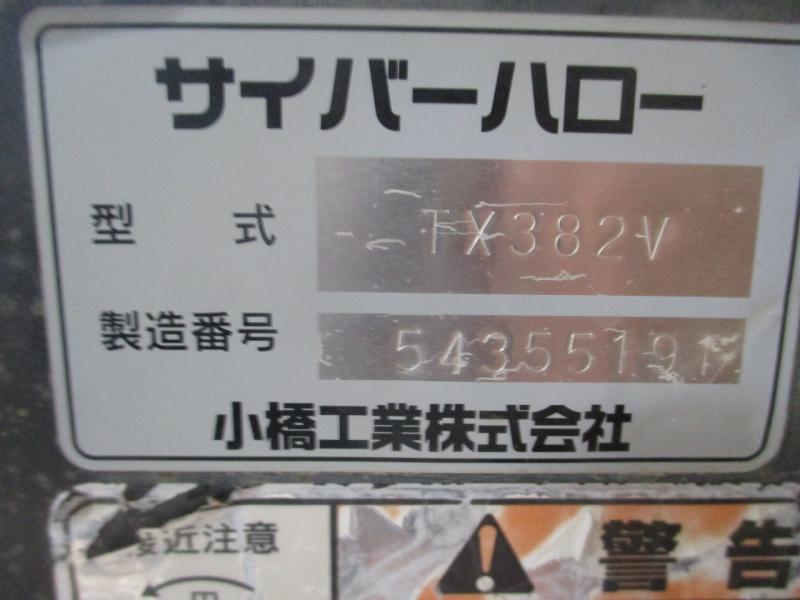 サイバーハロー
型 式 TX382V
製造番号 5435519
小橋工業株式会社
接近注意
警告